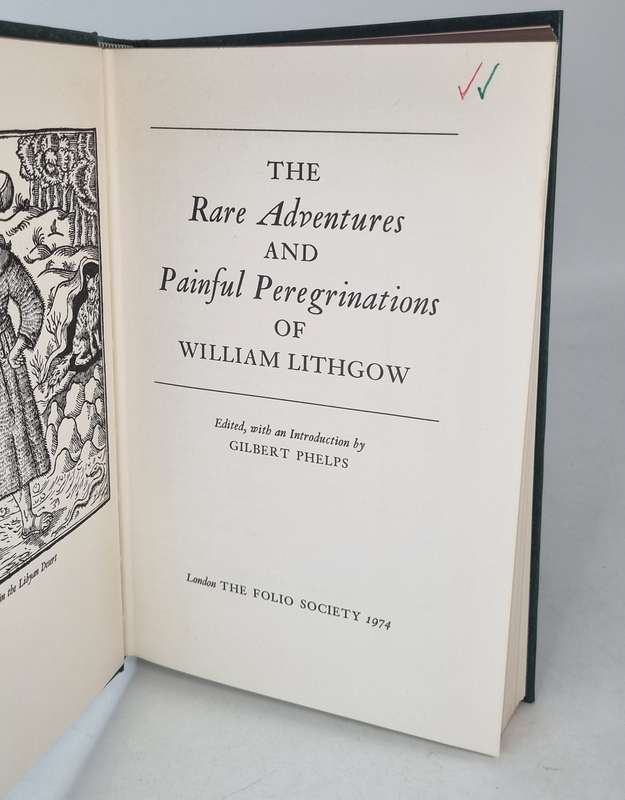 in the Libyan Desert
THE
Rare Adventures
AND
Painful Peregrinations
OF
WILLIAM LITHGOW
Edited, with an Introduction by
GILBERT PHELPS
London THE FOLIO SOCIETY 1974